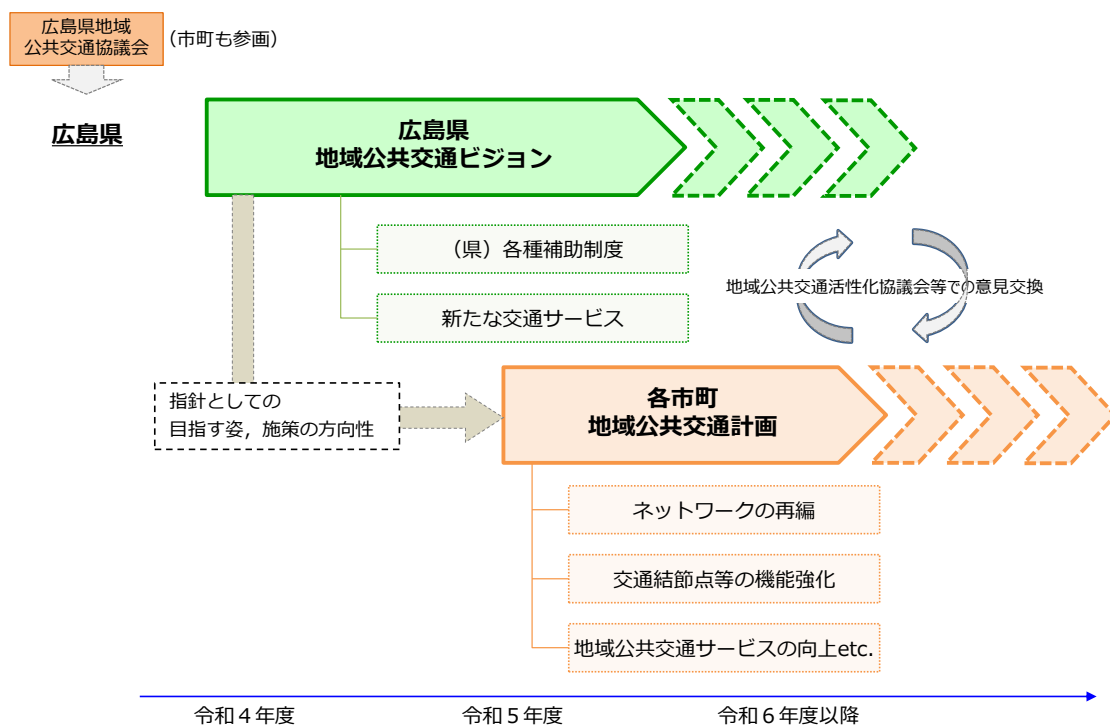 広島県地域
公共交通協議会
（市町も参画）
広島県
広島県
地域公共交通ビジョン
（県）各種補助制度
新たな交通サービス
地域公共交通活性化協議会等での意見交換
指針としての
目指す姿，施策の方向性
各市町
地域公共交通計画
ネットワークの再編
交通結節点等の機能強化
地域公共交通サービスの向上etc.
令和４年度
令和５年度
令和６年度以降